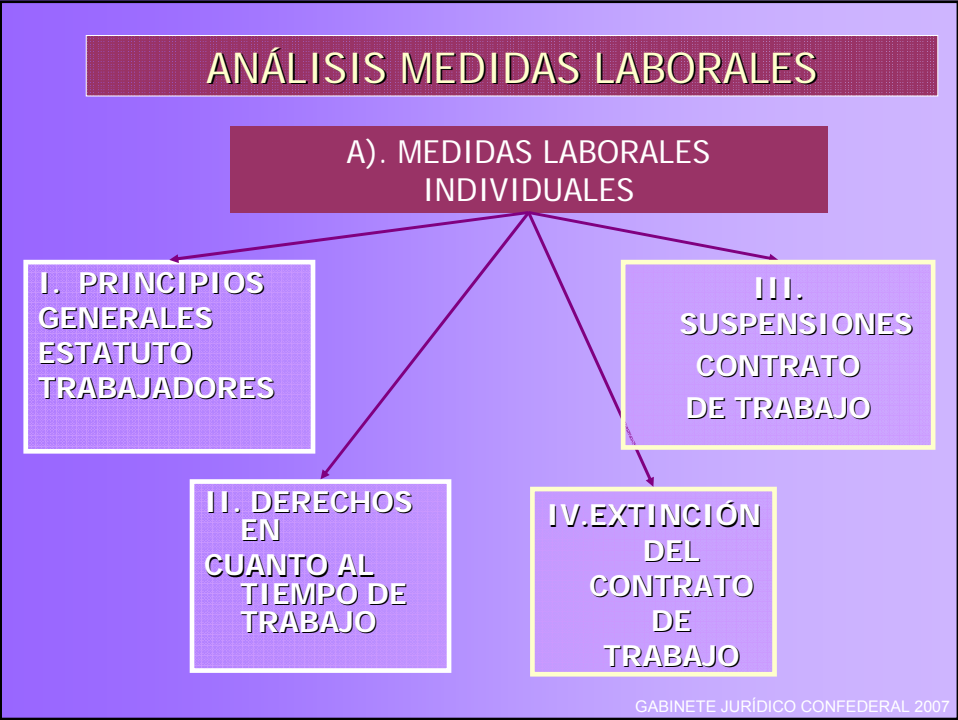 ANÁLISIS MEDIDAS LABORALES
A). MEDIDAS LABORALES
INDIVIDUALES
I. PRINCIPIOS
GENERALES
ESTATUTO
TRABAJADORES
II. DERECHOS
EN
CUANTO AL
TIEMPO DE
TRABAJO
III.
SUSPENSIONES
CONTRATO
DE TRABAJO
IV.EXTINCIÓN
DEL
CONTRATO
DE
TRABAJO
GABINETE JURÍDICO CONFEDERAL 2007